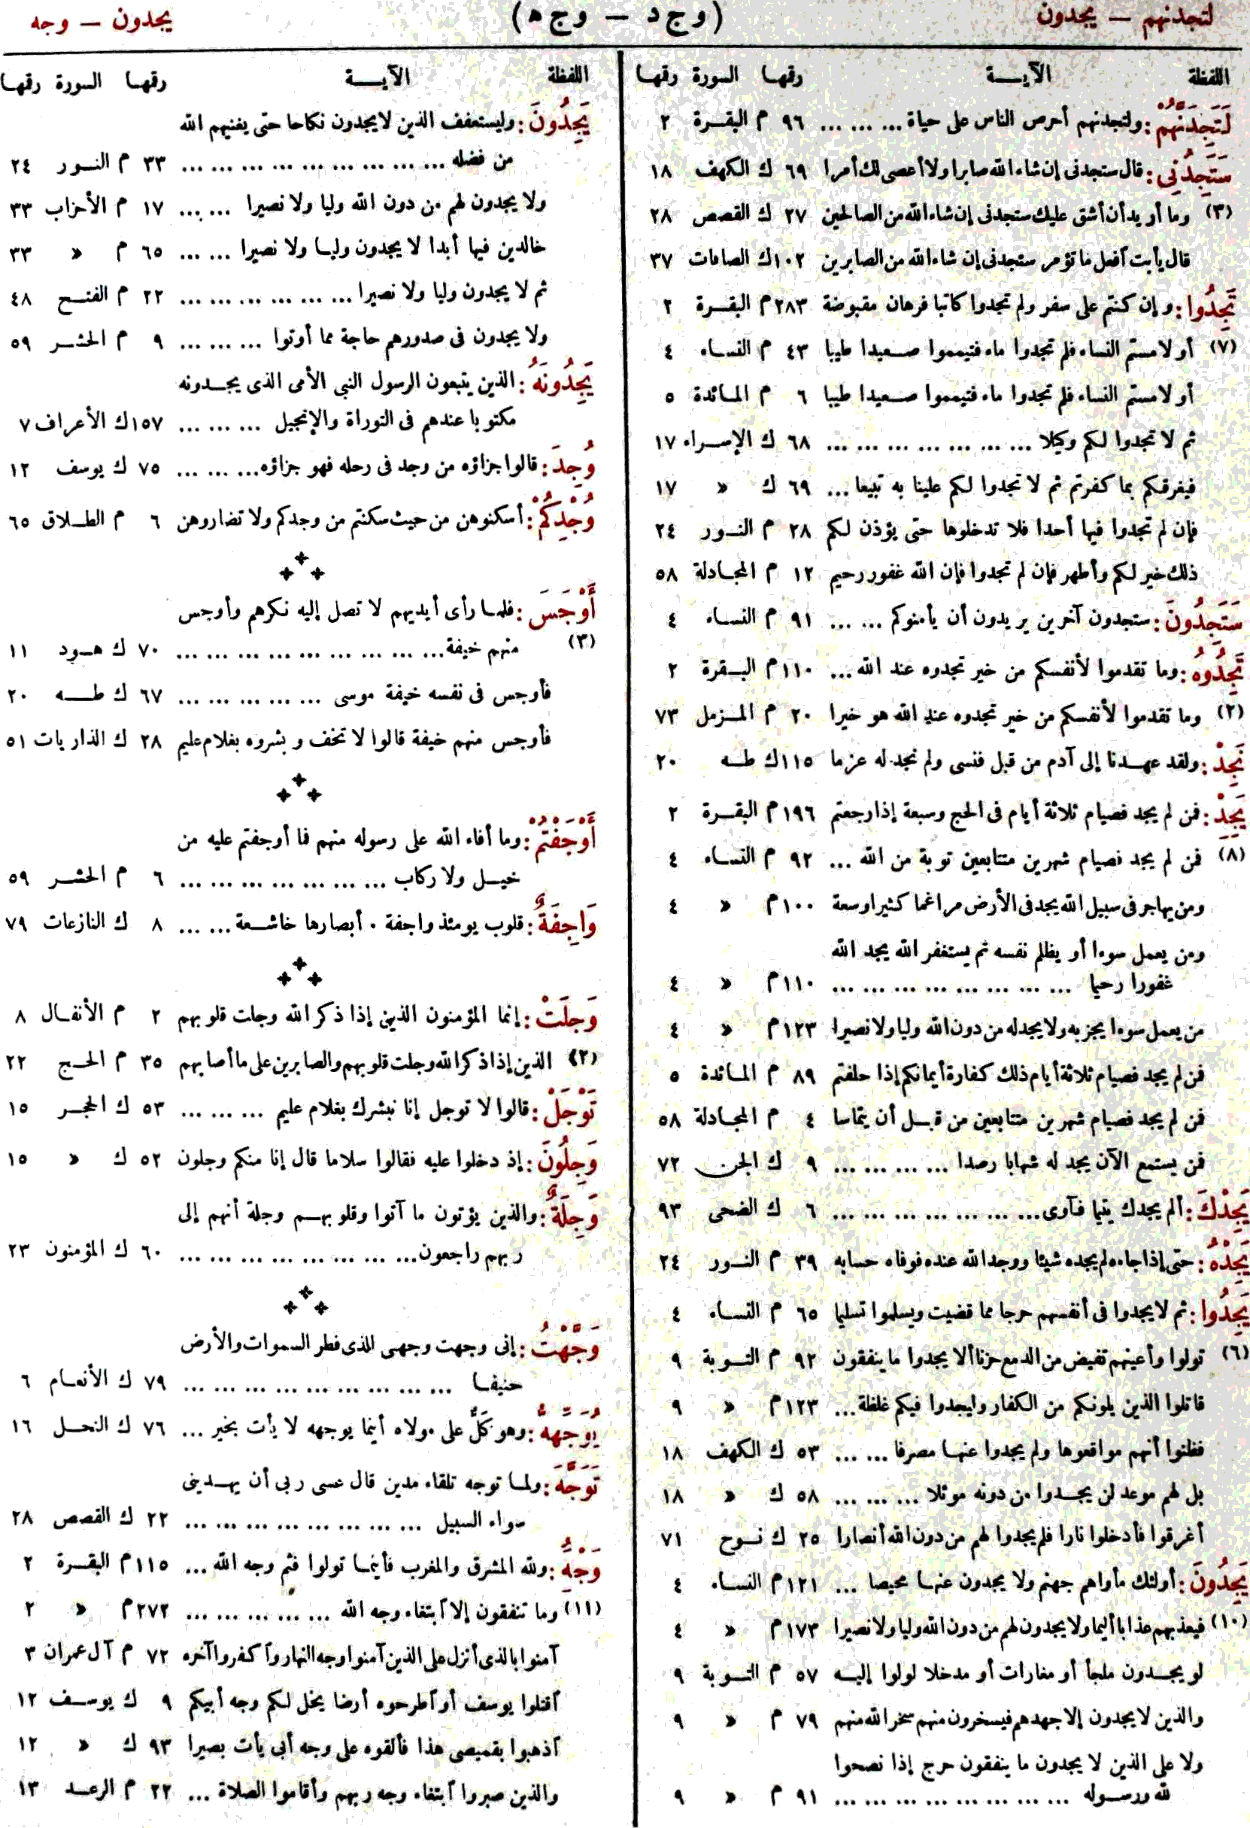 لتجدنهم — يجدون
(وجد — وجه)
يجدون — وجه
اللفظة الآيــة رقمها السورة رقمها
لَتَجِدَنَّهُمْ : ولتجدنهم أحرص الناس على حياة ... ... ... ٩٦ م البقرة ٢
سَتَجِدُنِي : قال ستجدنى إن شاء الله صابرا ولا أعصى لك أمرا ٦٩ ك الكهف ١٨
(٣) وما أريد أن أشق عليك ستجدنى إن شاء الله من الصالحين ٢٧ ك القصص ٢٨
قال يأبت آفعل ما تؤمر ستجدنى إن شاء الله من الصابرين ١٠٢ ك الصافات ٣٧
تَجِدُوا : وإن كنتم على سفر ولم تجدوا كاتبا فرهان مقبوضة ٢٨٣ م البقرة ٢
(٧) أو لامستم النساء فلم تجدوا ماء فتيمموا صعيدا طيبا ٤٣ م النساء ٤
أو لامستم النساء فلم تجدوا ماء فتيمموا صعيدا طيبا ٦ م المائدة ٥
ثم لا تجدوا لكم وكيلا ... ... ... ... ... ... ... ٦٨ ك الإسراء ١٧
فيغرقكم بما كفرتم ثم لا تجدوا لكم علينا به تبيعا ... ٦٩ ك » ١٧
فإن لم تجدوا فيها أحدا فلا تدخلوها حتى يؤذن لكم ٢٨ م النور ٢٤
ذلك خير لكم وأطهر فإن لم تجدوا فإن الله غفور رحيم ١٢ م المجادلة ٥٨
سَتَجِدُونَ : ستجدون آخرين يريدون أن يأمنوكم ... ... ٩١ م النساء ٤
تَجِدُوهُ : وما تقدموا لأنفسكم من خير تجدوه عند الله ... ١١٠ م البقرة ٢
(٢) وما تقدموا لأنفسكم من خير تجدوه عند الله هو خيرا ٢٠ م المزمل ٧٣
نَجِدْ : ولقد عهدنا إلى آدم من قبل فنسى ولم نجد له عزما ١١٥ ك طه ٢٠
يَجِدْ : فمن لم يجد فصيام ثلاثة أيام فى الحج وسبعة إذا رجعتم ١٩٦ م البقرة ٢
(٨) فمن لم يجد فصيام شهرين متتابعين توبة من الله ... ٩٢ م النساء ٤
ومن يهاجر فى سبيل الله يجد فى الأرض مراغما كثيرا وسعة ١٠٠ م » ٤
ومن يعمل سوءا أو يظلم نفسه ثم يستغفر الله يجد الله
غفورا رحيما ... ... ... ... ... ... ... ... ١١٠ م » ٤
من يعمل سوءا يجز به ولا يجد له من دون الله وليا ولا نصيرا ١٢٣ م » ٤
فمن لم يجد فصيام ثلاثة أيام ذلك كفارة أيمانكم إذا حلفتم ٨٩ م المائدة ٥
فمن لم يجد فصيام شهرين متتابعين من قبل أن يتماسا ٤ م المجادلة ٥٨
فمن يستمع الآن يجد له شهابا رصدا ... ... ... ... ٩ ك الجن ٧٢
يَجِدْكَ : ألم يجدك يتيما فآوى ... ... ... ... ... ... ... ٦ ك الضحى ٩٣
يَجِدْهُ : حتى إذا جاءه لم يجده شيئا ووجد الله عنده فوفاه حسابه ٣٩ م النور ٢٤
يَجِدُوا : ثم لا يجدوا فى أنفسهم حرجا مما قضيت ويسلموا تسليما ٦٥ م النساء ٤
(٦) تولوا وأعينهم تفيض من الدمع حزنا ألا يجدوا ما ينفقون ٩٢ م التوبة ٩
قاتلوا الذين يلونكم من الكفار وليجدوا فيكم غلظة ... ١٢٣ م » ٩
فظنوا أنهم مواقعوها ولم يجدوا عنها مصرفا ... ... ٥٣ ك الكهف ١٨
بل لهم موعد لن يجدوا من دونه موئلا ... ... ... ٥٨ ك » ١٨
أغرقوا فأدخلوا نارا فلم يجدوا لهم من دون الله أنصارا ٢٥ ك نوح ٧١
يَجِدُونَ : أولئك مأواهم جهنم ولا يجدون عنها محيصا ... ١٢١ م النساء ٤
(١٠) فيعذبهم عذابا أليما ولا يجدون لهم من دون الله وليا ولا نصيرا ١٧٣ م » ٤
لو يجدون ملجأ أو مغارات أو مدخلا لولوا إليه ٥٧ م التوبة ٩
والذين لا يجدون إلا جهدهم فيسخرون منهم سخر الله منهم ٧٩ م » ٩
ولا على الذين لا يجدون ما ينفقون حرج إذا نصحوا
لله ورسوله ... ... ... ... ... ... ... ... ... ٩١ م » ٩
اللفظة الآيــة رقمها السورة رقمها
يَجِدُونَ : وليستعفف الذين لا يجدون نكاحا حتى يغنيهم الله
من فضله ... ... ... ... ... ... ... ... ... ٣٣ م النور ٢٤
ولا يجدون لهم من دون الله وليا ولا نصيرا ... ... ١٧ م الأحزاب ٣٣
خالدين فيها أبدا لا يجدون وليا ولا نصيرا ... ... ٦٥ م » ٣٣
ثم لا يجدون وليا ولا نصيرا ... ... ... ... ... ... ٢٢ م الفتح ٤٨
ولا يجدون فى صدورهم حاجة مما أوتوا ... ... ... ٩ م الحشر ٥٩
يَجِدُونَهُ : الذين يتبعون الرسول النبى الأمى الذى يجدونه
مكتوبا عندهم فى التوراة والإنجيل ... ... ... ١٥٧ ك الأعراف ٧
وُجِدَ : قالوا جزاؤه من وجد فى رحله فهو جزاؤه ... ... ... ٧٥ ك يوسف ١٢
وُجْدِكُمْ : أسكنوهن من حيث سكنتم من وجدكم ولا تضاروهن ٦ م الطلاق ٦٥
أَوْجَسَ : فلما رأى أيديهم لا تصل إليه نكرهم وأوجس
(٣) منهم خيفة ... ... ... ... ... ... ... ... ... ٧٠ ك هود ١١
فأوجس فى نفسه خيفة موسى ... ... ... ... ... ٦٧ ك طه ٢٠
فأوجس منهم خيفة قالوا لا تخف وبشروه بغلام عليم ٢٨ ك الذاريات ٥١
أَوْجَفْتُمْ : وما أفاء الله على رسوله منهم فما أوجفتم عليه من
خيل ولا ركاب ... ... ... ... ... ... ... ٦ م الحشر ٥٩
وَاجِفَةٌ : قلوب يومئذ واجفة . أبصارها خاشعة ... ... ٨ ك النازعات ٧٩
وَجِلَتْ : إنما المؤمنون الذين إذا ذكر الله وجلت قلوبهم ٢ م الأنفال ٨
(٢) الذين إذا ذكر الله وجلت قلوبهم والصابرين على ما أصابهم ٣٥ م الحج ٢٢
تَوْجَلْ : قالوا لا توجل إنا نبشرك بغلام عليم ... ... ... ٥٣ ك الحجر ١٥
وَجِلُونَ : إذ دخلوا عليه فقالوا سلاما قال إنا منكم وجلون ٥٢ ك » ١٥
وَجِلَةٌ : والذين يؤتون ما آتوا وقلوبهم وجلة أنهم إلى
ربهم راجعون ... ... ... ... ... ... ... ... ٦٠ ك المؤمنون ٢٣
وَجَّهْتُ : إنى وجهت وجهى للذى فطر السموات والأرض
حنيفا ... ... ... ... ... ... ... ... ... ٧٩ ك الأنعام ٦
يُوَجِّههُّ : وهو كَلٌّ على مولاه أينما يوجهه لا يأت بخير ... ٧٦ ك النحل ١٦
تَوَجَّهَ : ولما توجه تلقاء مدين قال عسى ربى أن يهدينى
سواء السبيل ... ... ... ... ... ... ... ... ٢٢ ك القصص ٢٨
وَجْهُ : ولله المشرق والمغرب فأينما تولوا فثم وجه الله ... ١١٥ م البقرة ٢
(١١) وما تنفقون إلا آبتغاء وجه الله ... ... ... ... ... ٢٧٢ م » ٢
آمنوا بالذى أنزل على الذين آمنوا وجه النهار وآكفروا آخره ٧٢ م آل عمران ٣
آقتلوا يوسف أو آطرحوه أرضا يخل لكم وجه أبيكم ٩ ك يوسف ١٢
آذهبوا بقميصى هذا فألقوه على وجه أبى يأت بصيرا ٩٣ ك » ١٢
والذين صبروا آبتغاء وجه ربهم وأقاموا الصلاة ... ٢٢ م الرعد ١٣